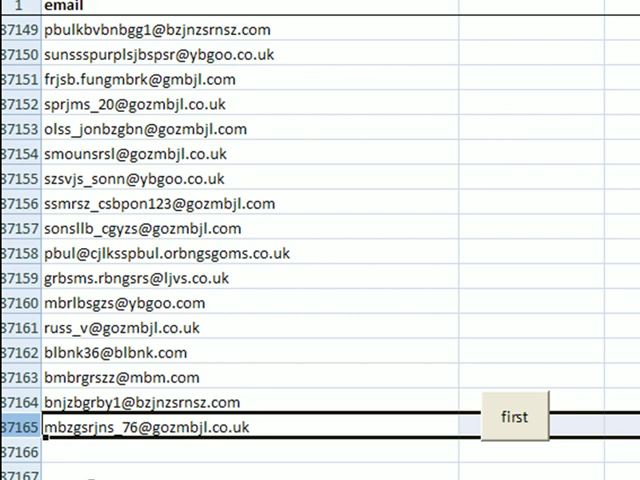 1 email
37149 pbulkbvbnbgg1@bzjnzsrnsz.com
37150 sunssspurplsjbspsr@ybgoo.co.uk
37151 frjsb.fungmbrk@gmbjl.com
37152 sprjms_20@gozmbjl.co.uk
37153 olss_jonbzgbn@gozmbjl.com
37154 smounsrsl@gozmbjl.co.uk
37155 szsvjs_sonn@ybgoo.co.uk
37156 ssmrsz_csbpon123@gozmbjl.com
37157 sonsllb_cgyzs@gozmbjl.com
37158 pbul@cjlksspbul.orbngsgoms.co.uk
37159 grbsms.rbngsrs@ljvs.co.uk
37160 mbrlbsgzs@ybgoo.com
37161 russ_v@gozmbjl.co.uk
37162 blbnk36@blbnk.com
37163 bmbrgrszz@mbm.com
37164 bnjzbgrby1@bzjnzsrnsz.com
37165 mbzgsrjns_76@gozmbjl.co.uk
first
37166
37167